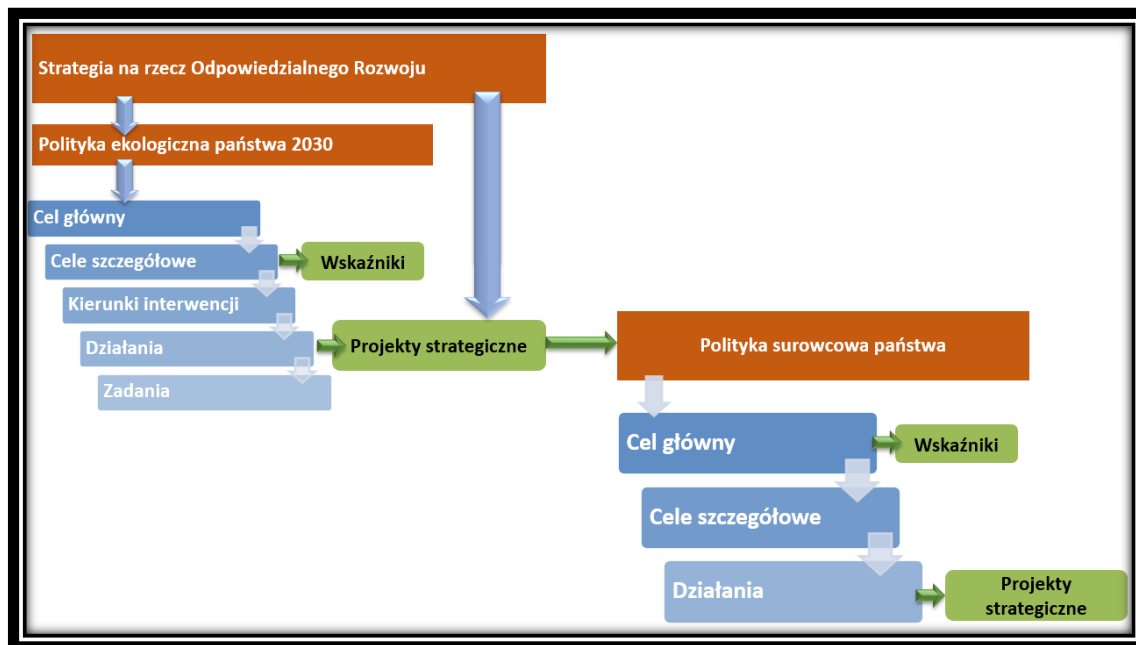 Strategia na rzecz Odpowiedzialnego Rozwoju
Polityka ekologiczna państwa 2030
Cel główny
Cele szczegółowe
Wskaźniki
Kierunki interwencji
Działania
Projekty strategiczne
Zadania
Polityka surowcowa państwa
Cel główny
Wskaźniki
Cele szczegółowe
Działania
Projekty
strategiczne